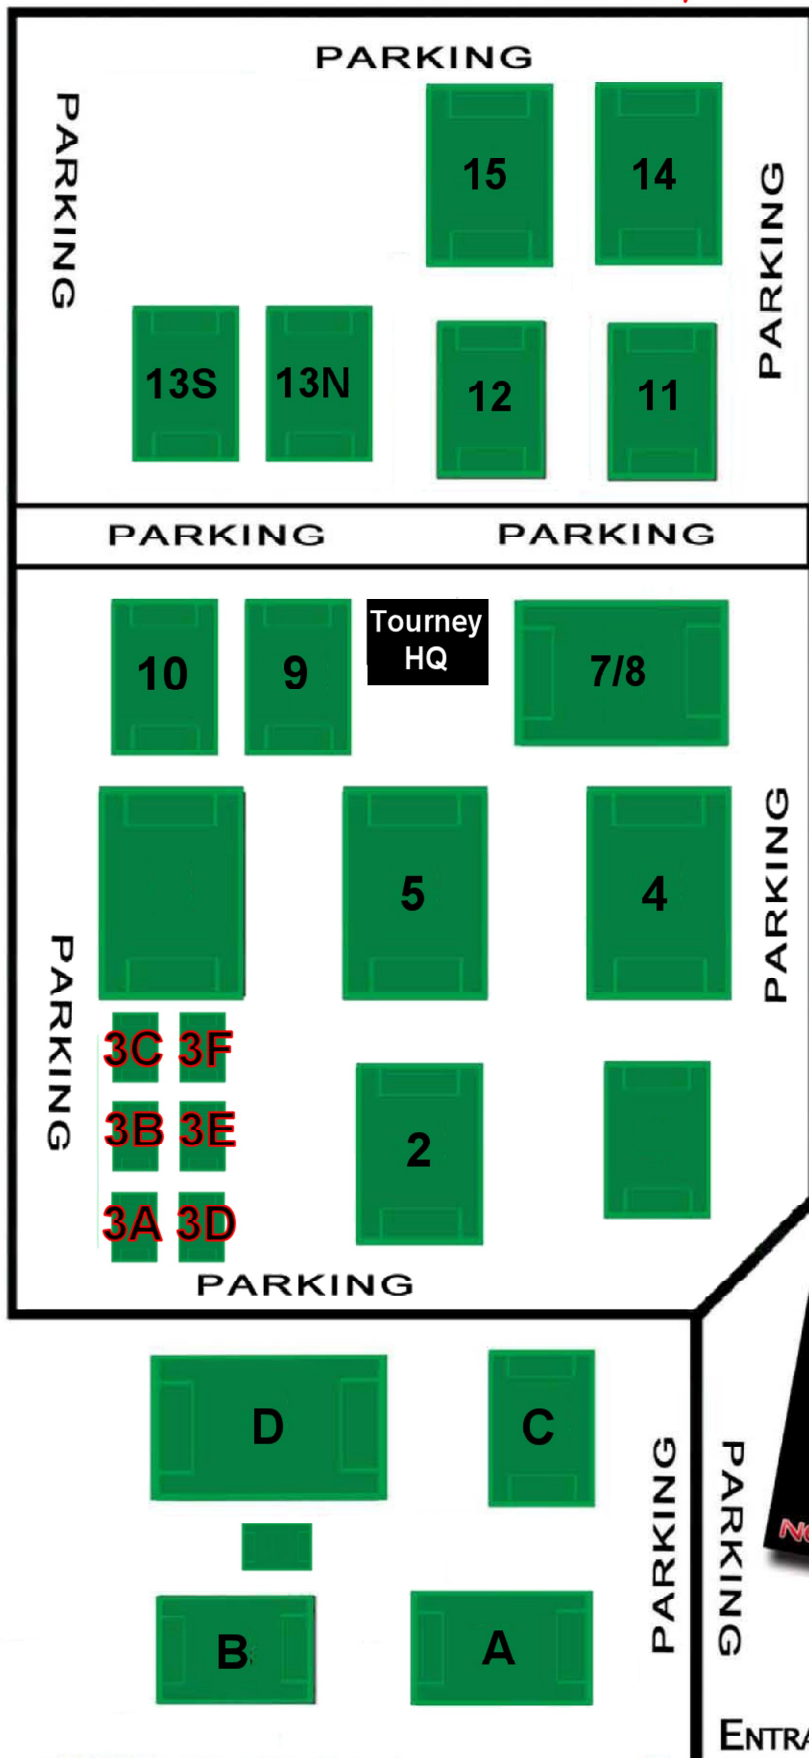 PARKING
PARKING
15
14
PARKING
13S
13N
12
11
PARKING
PARKING
10
9
Tourney
HQ
7/8
5
4
PARKING
PARKING
3C
3F
3B
3E
2
3A
3D
PARKING
D
C
PARKING
PARKING
B
A